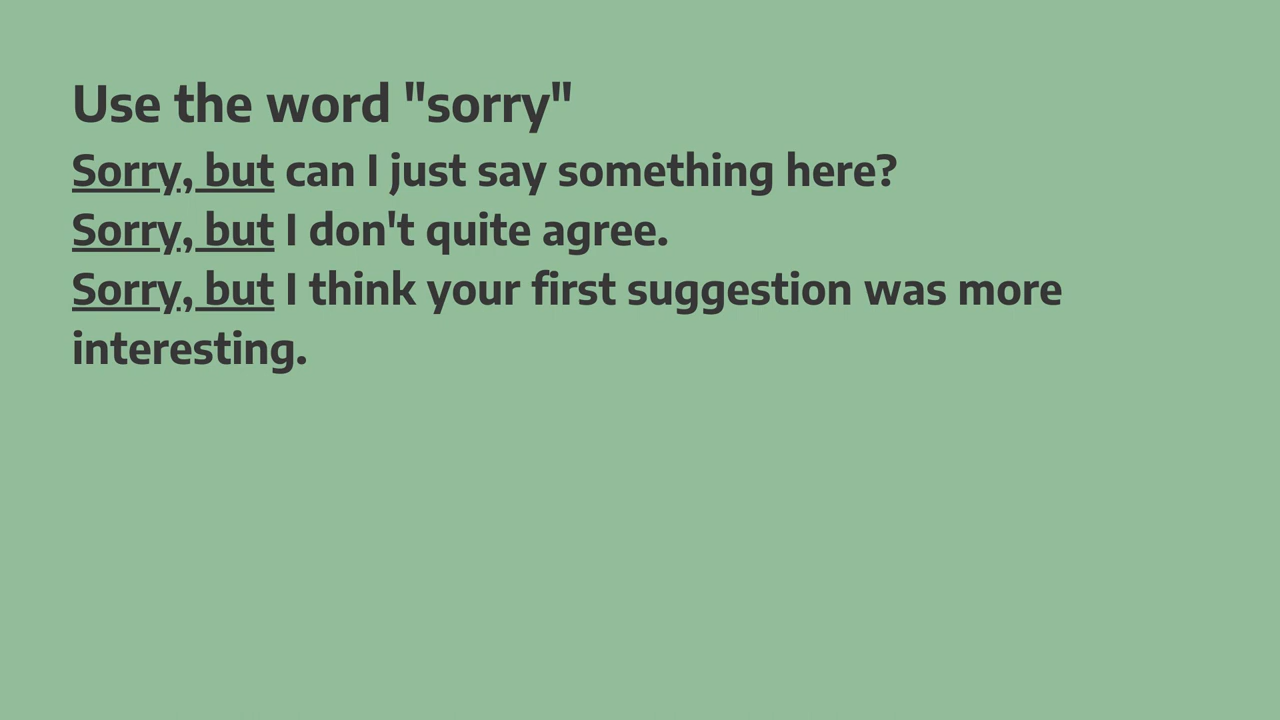 Use the word "sorry"
Sorry, but can I just say something here?
Sorry, but I don't quite agree.
Sorry, but I think your first suggestion was more
interesting.